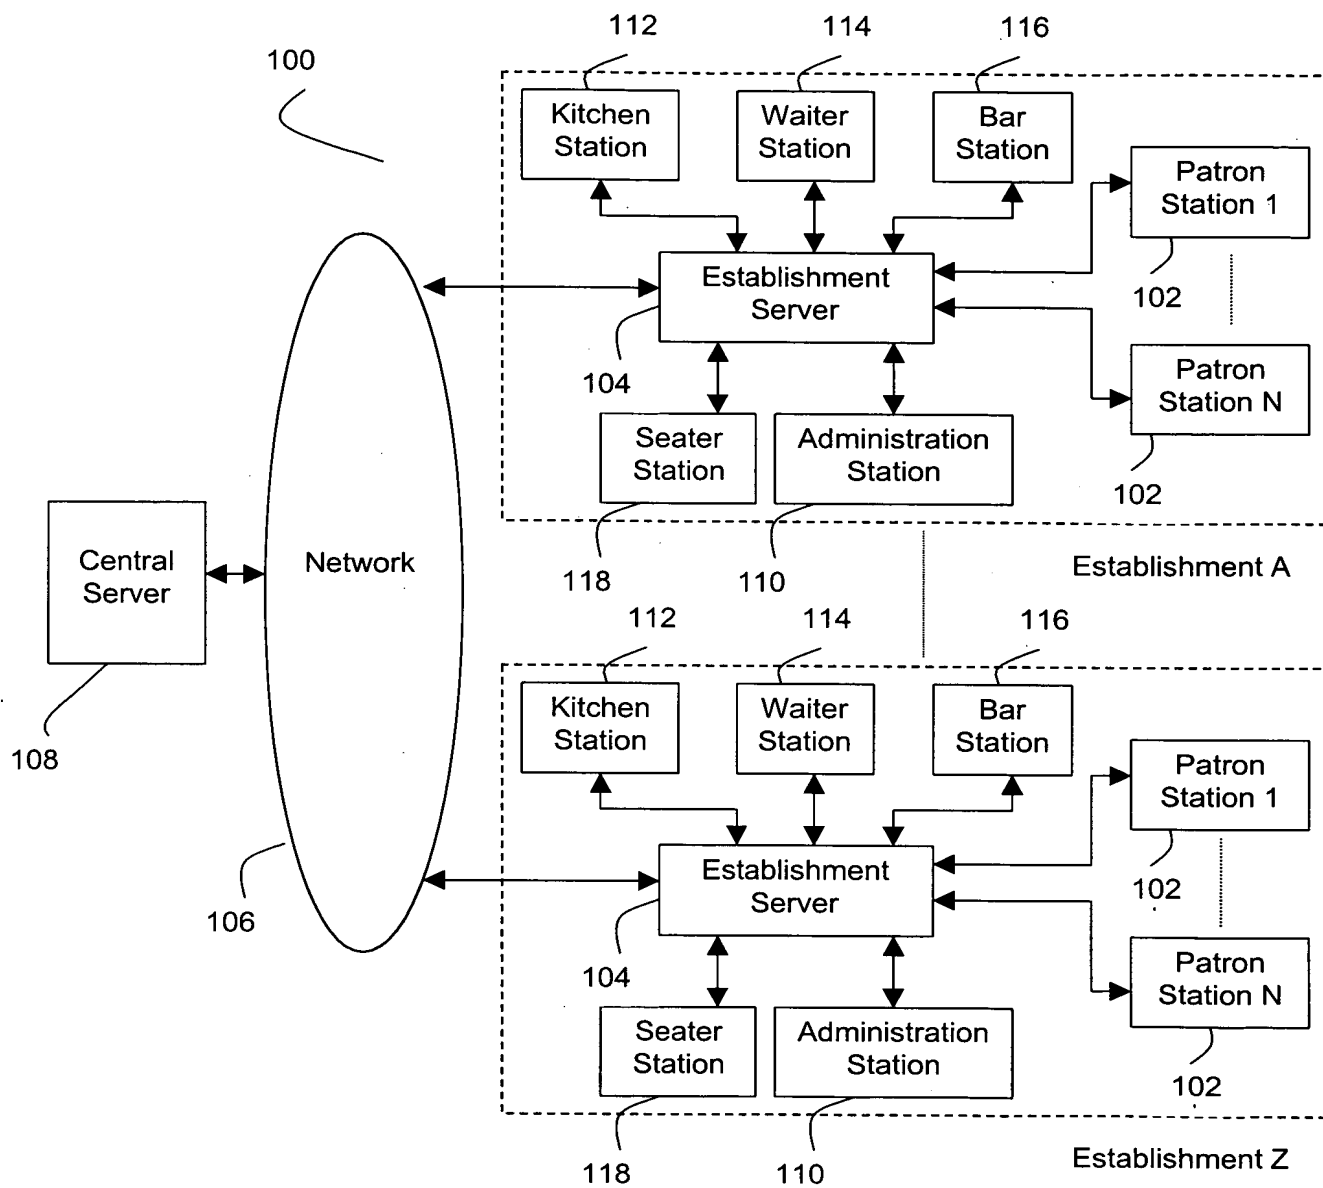 112
114
116
100
Kitchen
Station
Waiter
Station
Bar
Station
Patron
Station 1
102
Establishment
Server
104
Patron
Station N
102
Seater
Station
Administration
Station
118
110
Establishment A
Central
Server
108
Network
106
112
114
116
Kitchen
Station
Waiter
Station
Bar
Station
Patron
Station 1
102
Establishment
Server
104
Patron
Station N
102
Seater
Station
Administration
Station
118
110
Establishment Z